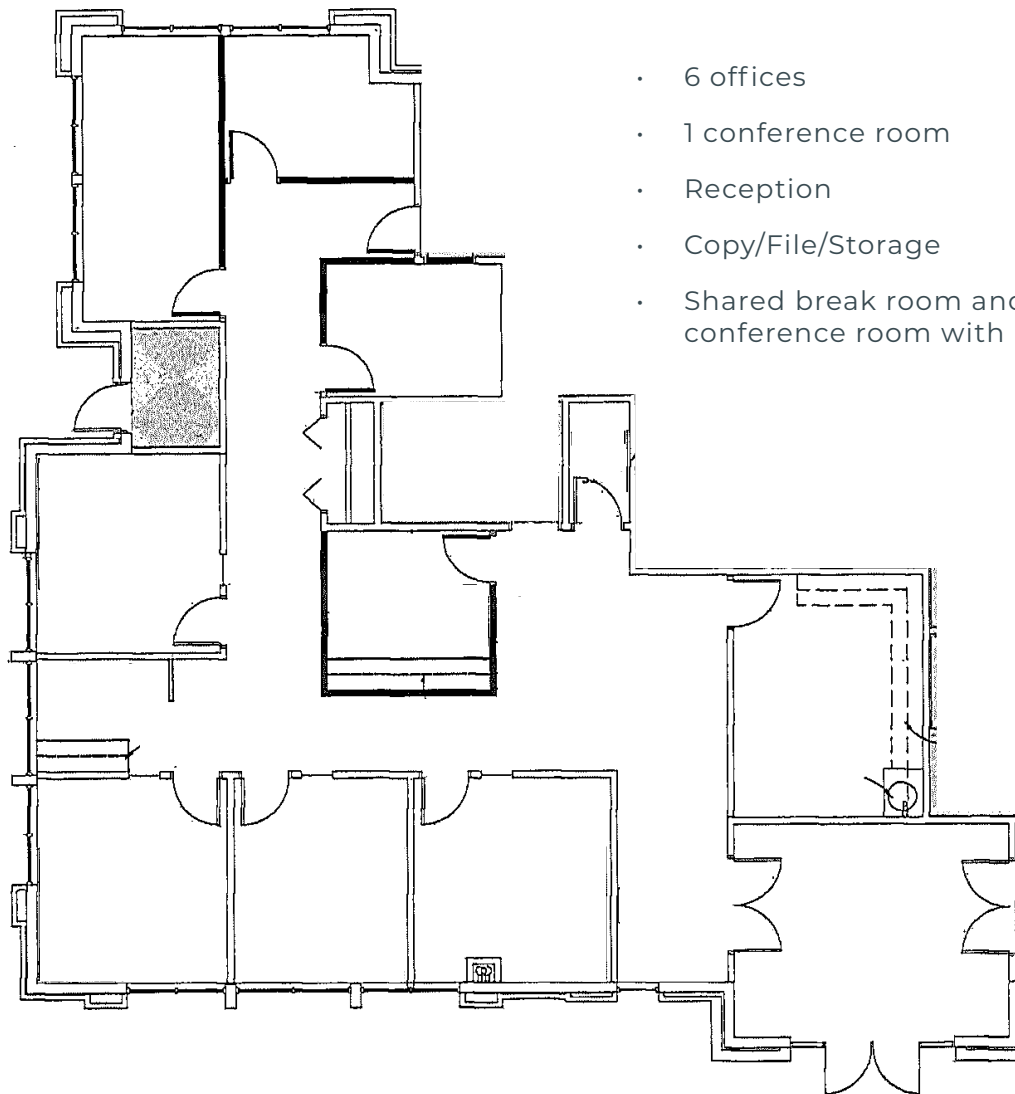 • 6 offices
• 1 conference room
• Reception
• Copy/File/Storage
• Shared break room and
conference room with